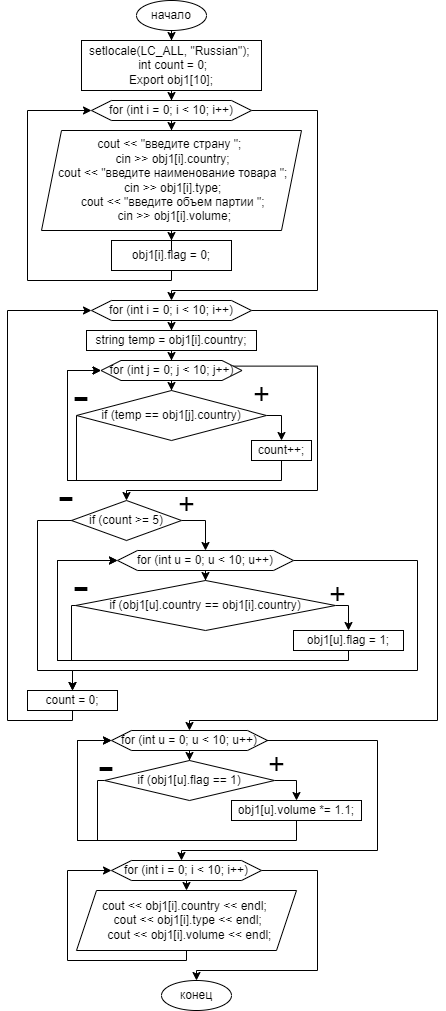 начало
setlocale(LC_ALL, "Russian");
int count = 0;
Export obj1[10];
for (int i = 0; i < 10; i++)
cout << "введите страну ";
cin >> obj1[i].country;
cout << "введите наименование товара ";
cin >> obj1[i].type;
cout << "введите объем партии ";
cin >> obj1[i].volume;
obj1[i].flag = 0;
for (int i = 0; i < 10; i++)
string temp = obj1[i].country;
for (int j = 0; j < 10; j++)
- +
if (temp == obj1[j].country)
count++;
- +
if (count >= 5)
for (int u = 0; u < 10; u++)
- +
if (obj1[u].country == obj1[i].country)
obj1[u].flag = 1;
count = 0;
for (int u = 0; u < 10; u++)
- +
if (obj1[u].flag == 1)
obj1[u].volume *= 1.1;
for (int i = 0; i < 10; i++)
cout << obj1[i].country << endl;
cout << obj1[i].type << endl;
cout << obj1[i].volume << endl;
конец